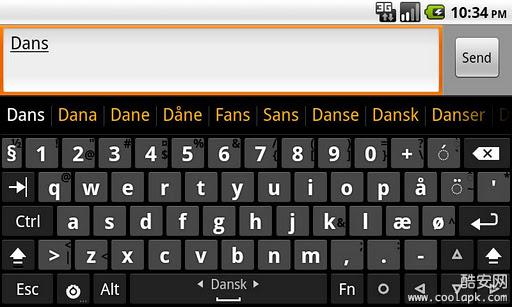 3G 10:34 PM
Dans
Send
Dans Dana Dane Dåne Fans Sans Danse Dansk Danser
§ 1 2 3 4 5 6 7 8 9 0 + ´
q w e r t y u i o p å ¨ '
Ctrl a s d f g h j k l æ ø
> z x c v b n m , . -
Esc Alt Dansk Fn
酷安网
www.coolapk.com